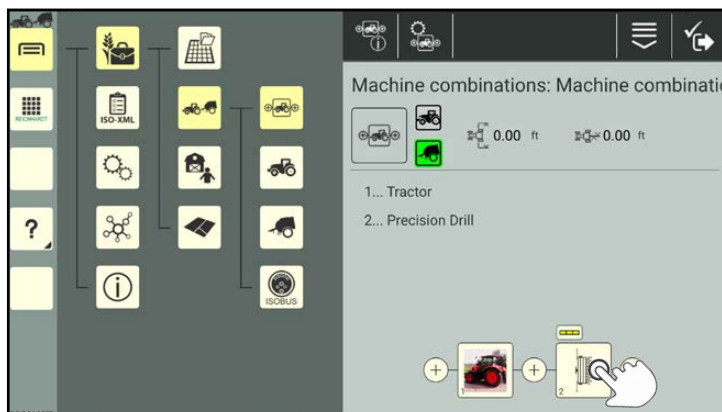 Machine combinations: Machine combinatio
REICHHARDT
ISO-XML
0.00 ft
0.00 ft
1... Tractor
2... Precision Drill
?
ISOBUS
1
2